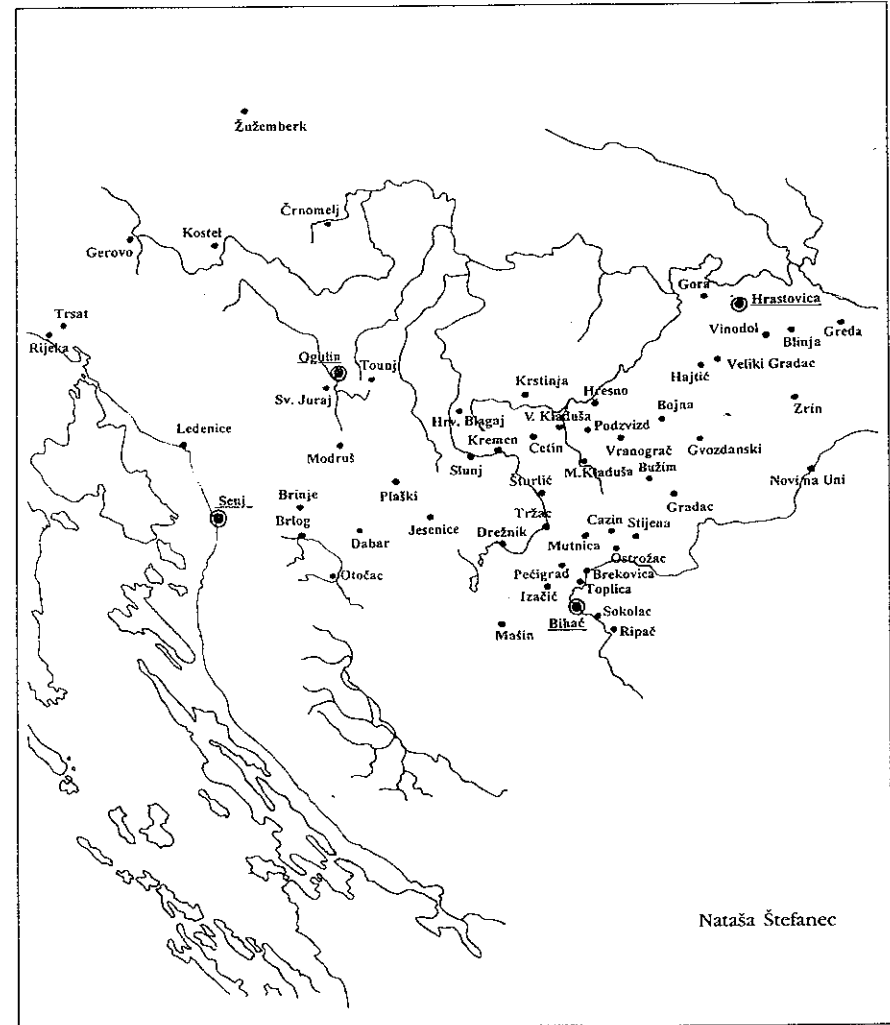 Žužemberk
Črnomelj
Kostel
Gerovo
Gora
Hrastovica
Trsat
Rijeka
Vinodol
Blinja
Greda
Ogulin
Tounj
Hajtić
Veliki Gradac
Sv. Juraj
Krstinja
Hresno
Zrin
Hrv. Blagaj
V. Kladuša
Bojna
Ledenice
Kremen
Cetin
Podzvizd
Vranograč
Gvozdanski
Modruš
Slunj
M.Kladuša
Bužim
Novi na Uni
Plaški
Šturlić
Gradac
Senj
Brinje
Tržac
Cazin
Stijena
Brlog
Dabar
Jesenice
Drežnik
Mutnica
Ostrožac
Otočac
Pećigrad
Brekovica
Izačić
Toplica
Mašin
Bihać
Sokolac
Ripač
Nataša Štefanec